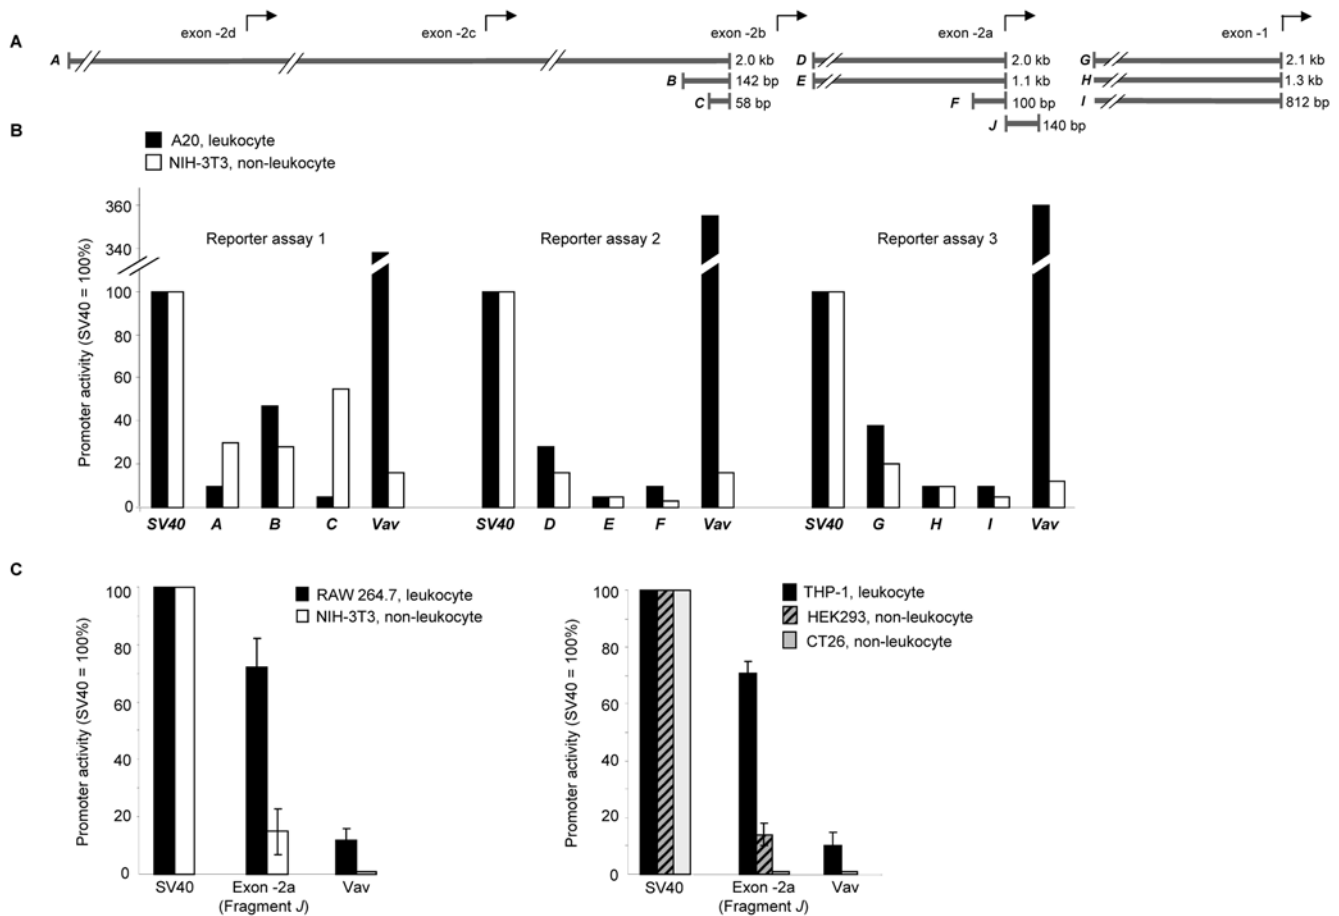 exon -2d exon -2c exon -2b exon -2a exon -1
A
A 2.0 kb D 2.0 kb G 2.1 kb
B 142 bp E 1.1 kb H 1.3 kb
C 58 bp F 100 bp I 812 bp
J 140 bp
B
A20, leukocyte
NIH-3T3, non-leukocyte
Promoter activity (SV40 = 100%)
360
340
100
80
60
40
20
0
Reporter assay 1 Reporter assay 2 Reporter assay 3
SV40 A B C Vav SV40 D E F Vav SV40 G H I Vav
C
Promoter activity (SV40 = 100%)
100
80
60
40
20
0
RAW 264.7, leukocyte
NIH-3T3, non-leukocyte
SV40 Exon -2a Vav
(Fragment J)
Promoter activity (SV40 = 100%)
100
80
60
40
20
0
THP-1, leukocyte
HEK293, non-leukocyte
CT26, non-leukocyte
SV40 Exon -2a Vav
(Fragment J)